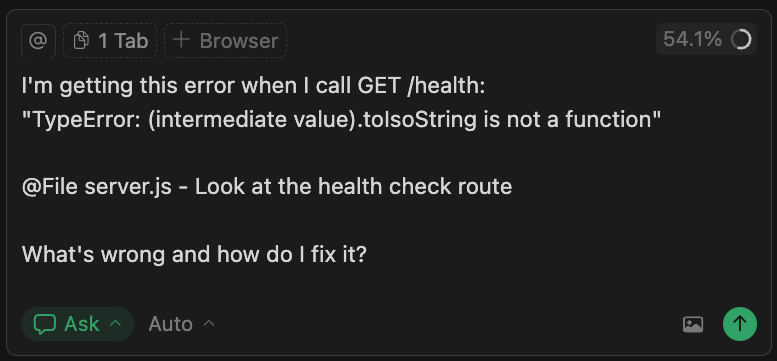 @ 1 Tab + Browser 54.1%
I'm getting this error when I call GET /health:
"TypeError: (intermediate value).toIsoString is not a function"
@File server.js - Look at the health check route
What's wrong and how do I fix it?
Ask Auto